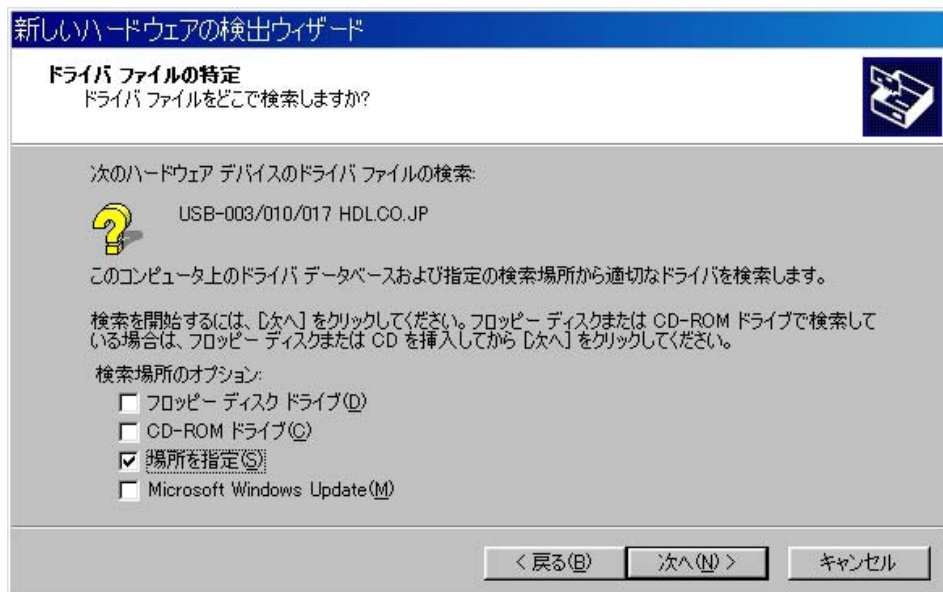 新しいハードウェアの検出ウィザード
ドライバ ファイルの特定
ドライバ ファイルをどこで検索しますか?
次のハードウェア デバイスのドライバ ファイルの検索:
USB-003/010/017 HDL.CO.JP
このコンピュータ上のドライバ データベースおよび指定の検索場所から適切なドライバを検索します。
検索を開始するには、[次へ] をクリックしてください。フロッピー ディスクまたは CD-ROM ドライブで検索して
いる場合は、フロッピー ディスクまたは CD を挿入してから [次へ] をクリックしてください。
検索場所のオプション:
フロッピー ディスク ドライブ(D)
CD-ROM ドライブ(C)
場所を指定(S)
Microsoft Windows Update(M)
< 戻る(B) 次へ(N) > キャンセル